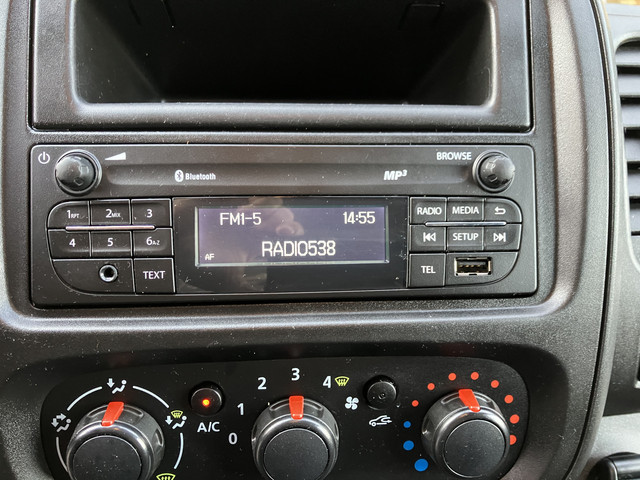 BROWSE
Bluetooth
MP3
1RPT 2MIX 3
RADIO MEDIA
FM1-5 14:55
4 5 6A-Z
SETUP
RADIO538
AF
TEXT
TEL
0 1 2 3 4
A/C